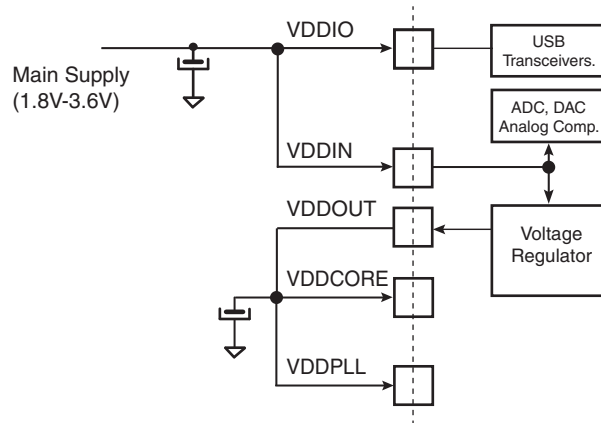 VDDIO
USB
Transceivers.
Main Supply
(1.8V-3.6V)
ADC, DAC
Analog Comp.
VDDIN
VDDOUT
Voltage
Regulator
VDDCORE
VDDPLL